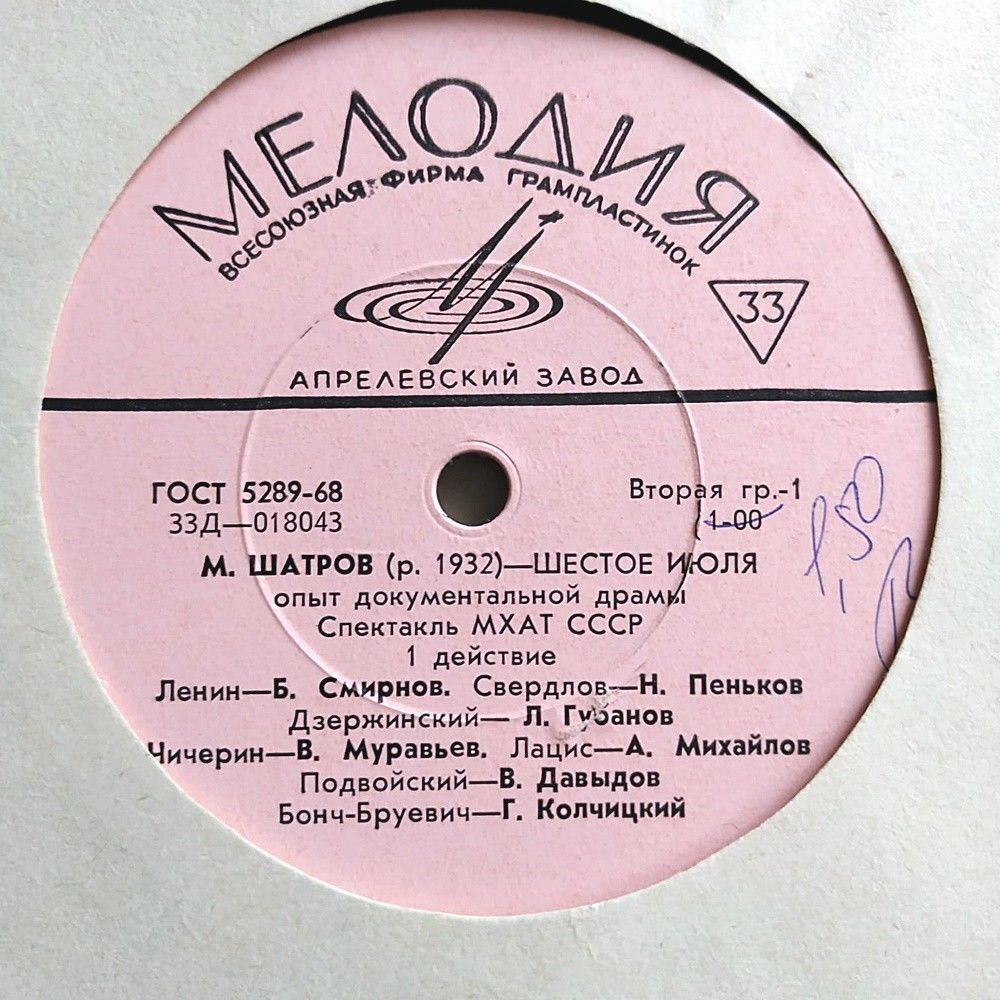 МЕЛОДИЯ
ВСЕСОЮЗНАЯ ФИРМА ГРАМПЛАСТИНОК
33
АПРЕЛЕВСКИЙ ЗАВОД
ГОСТ 5289-68
Вторая гр.-1
33Д—018043
1-00
1,50
М. ШАТРОВ (р. 1932)—ШЕСТОЕ ИЮЛЯ
опыт документальной драмы
Спектакль МХАТ СССР
1 действие
Ленин—Б. Смирнов. Свердлов—Н. Пеньков
Дзержинский—Л. Губанов
Чичерин—В. Муравьев. Лацис—А. Михайлов
Подвойский—В. Давыдов
Бонч-Бруевич—Г. Колчицкий